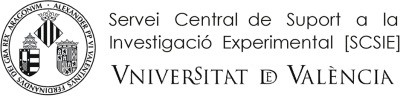 Servei Central de Suport a la
Investigació Experimental [SCSIE]
VNIVERSITAT DE VALÈNCIA